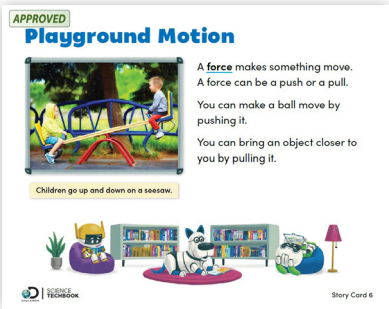 APPROVED
Playground Motion
A force makes something move.
A force can be a push or a pull.
You can make a ball move by
pushing it.
You can bring an object closer to
you by pulling it.
Children go up and down on a seesaw.
SCIENCE
TECHBOOK
Story Card 6